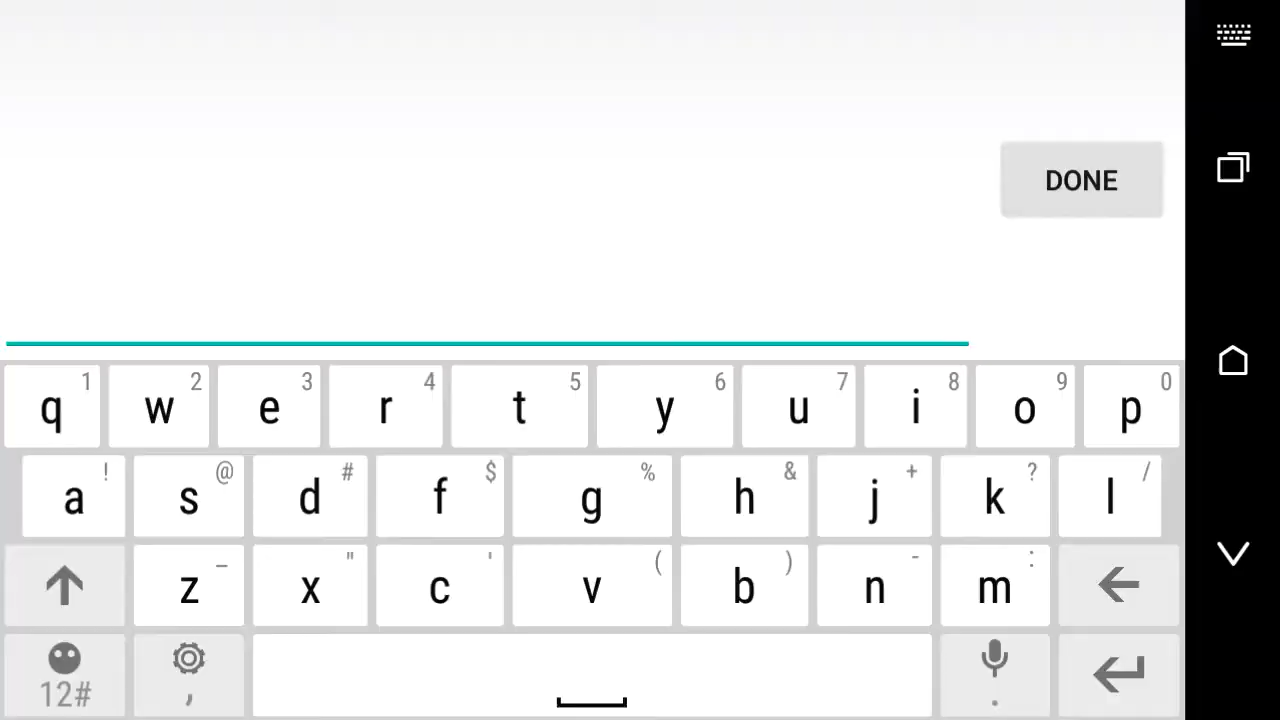 DONE
q 1 w 2 e 3 r 4 t 5 y 6 u 7 i 8 o 9 p 0
a ! s @ d # f $ g % h & j + k ? l /
z _ x " c ' v ( b ) n - m :
12# , .